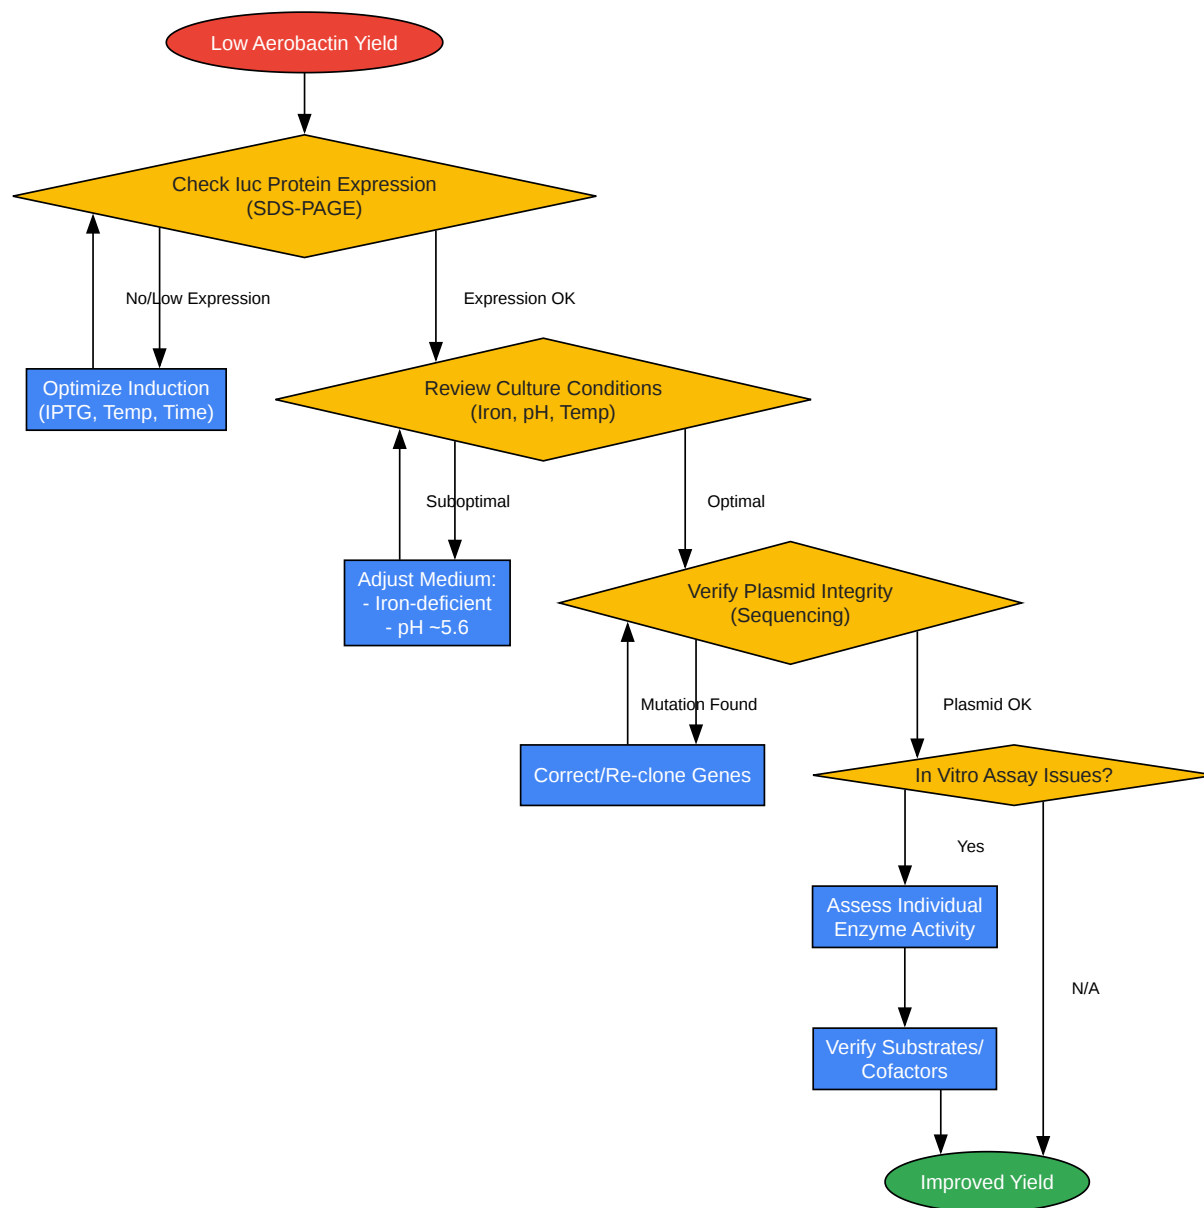 Low Aerobactin Yield
Check Iuc Protein Expression
(SDS-PAGE)
No/Low Expression
Expression OK
Optimize Induction
(IPTG, Temp, Time)
Review Culture Conditions
(Iron, pH, Temp)
Suboptimal
Optimal
Adjust Medium:
- Iron-deficient
- pH ~5.6
Verify Plasmid Integrity
(Sequencing)
Mutation Found
Plasmid OK
Correct/Re-clone Genes
In Vitro Assay Issues?
Yes
Assess Individual
Enzyme Activity
N/A
Verify Substrates/
Cofactors
Improved Yield